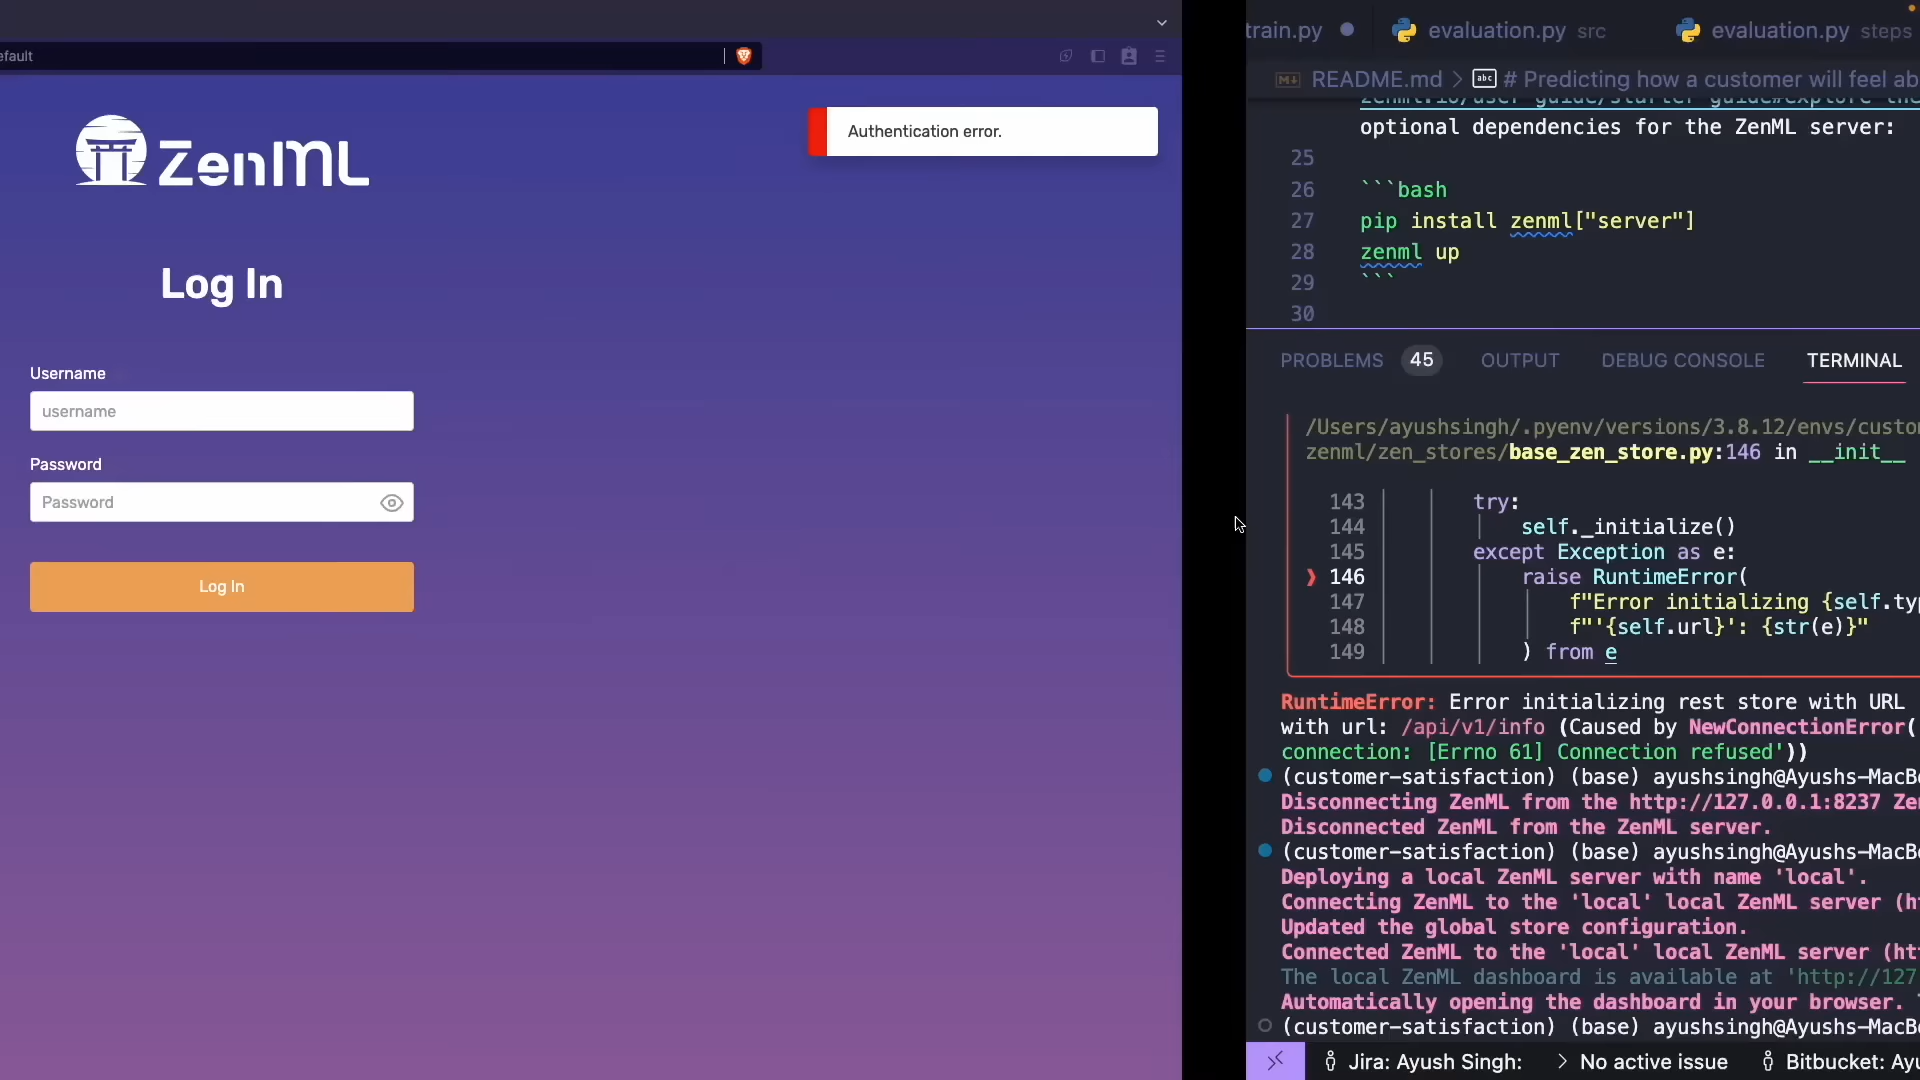 efault
ZenML
Authentication error.
Log In
Username
username
Password
Password
Log In
train.py
evaluation.py src
evaluation.py steps
README.md > # Predicting how a customer will feel ab
optional dependencies for the ZenML server:
25
26 ```bash
27 pip install zenml["server"]
28 zenml up
29 ```
30
PROBLEMS 45 OUTPUT DEBUG CONSOLE TERMINAL
/Users/ayushsingh/.pyenv/versions/3.8.12/envs/custo
zenml/zen_stores/base_zen_store.py:146 in __init__
143 try:
144 self._initialize()
145 except Exception as e:
❱ 146 raise RuntimeError(
147 f"Error initializing {self.typ
148 f"'{self.url}': {str(e)}"
149 ) from e
RuntimeError: Error initializing rest store with URL
with url: /api/v1/info (Caused by NewConnectionError(
connection: [Errno 61] Connection refused'))
(customer-satisfaction) (base) ayushsingh@Ayushs-MacBo
Disconnecting ZenML from the http://127.0.0.1:8237 Ze
Disconnected ZenML from the ZenML server.
(customer-satisfaction) (base) ayushsingh@Ayushs-MacBo
Deploying a local ZenML server with name 'local'.
Connecting ZenML to the 'local' local ZenML server (ht
Updated the global store configuration.
Connected ZenML to the 'local' local ZenML server (htt
The local ZenML dashboard is available at 'http://127
Automatically opening the dashboard in your browser.
(customer-satisfaction) (base) ayushsingh@Ayushs-MacBo
Jira: Ayush Singh: > No active issue Bitbucket: Ayu